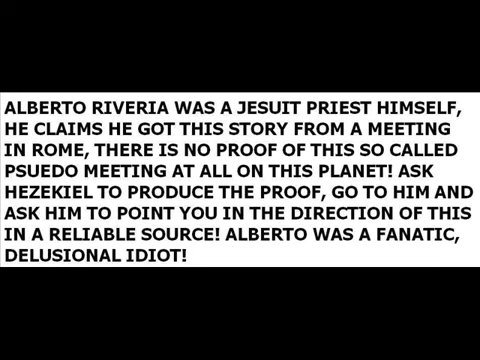 ALBERTO RIVERIA WAS A JESUIT PRIEST HIMSELF,
HE CLAIMS HE GOT THIS STORY FROM A MEETING
IN ROME, THERE IS NO PROOF OF THIS SO CALLED
PSUEDO MEETING AT ALL ON THIS PLANET! ASK
HEZEKIEL TO PRODUCE THE PROOF, GO TO HIM AND
ASK HIM TO POINT YOU IN THE DIRECTION OF THIS
IN A RELIABLE SOURCE! ALBERTO WAS A FANATIC,
DELUSIONAL IDIOT!